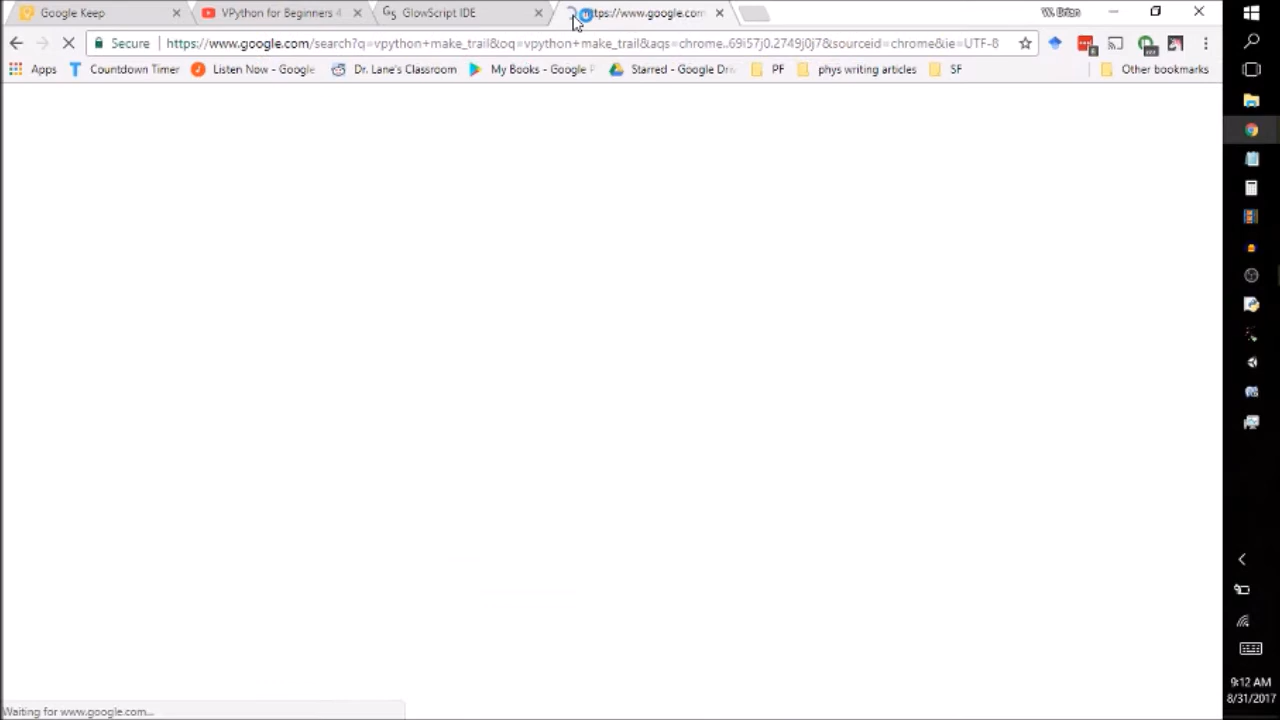 Google Keep
VPython for Beginners 4
GlowScript IDE
https://www.google.com
W. Brian
Secure
https://www.google.com/search?q=vpython+make_trail&oq=vpython+make_trail&aqs=chrome..69i57j0.2749j0j7&sourceid=chrome&ie=UTF-8
Apps
Countdown Timer
Listen Now - Google
Dr. Lane's Classroom
My Books - Google P
Starred - Google Dri
PF
phys writing articles
SF
Other bookmarks
Waiting for www.google.com...
9:12 AM
8/31/2017